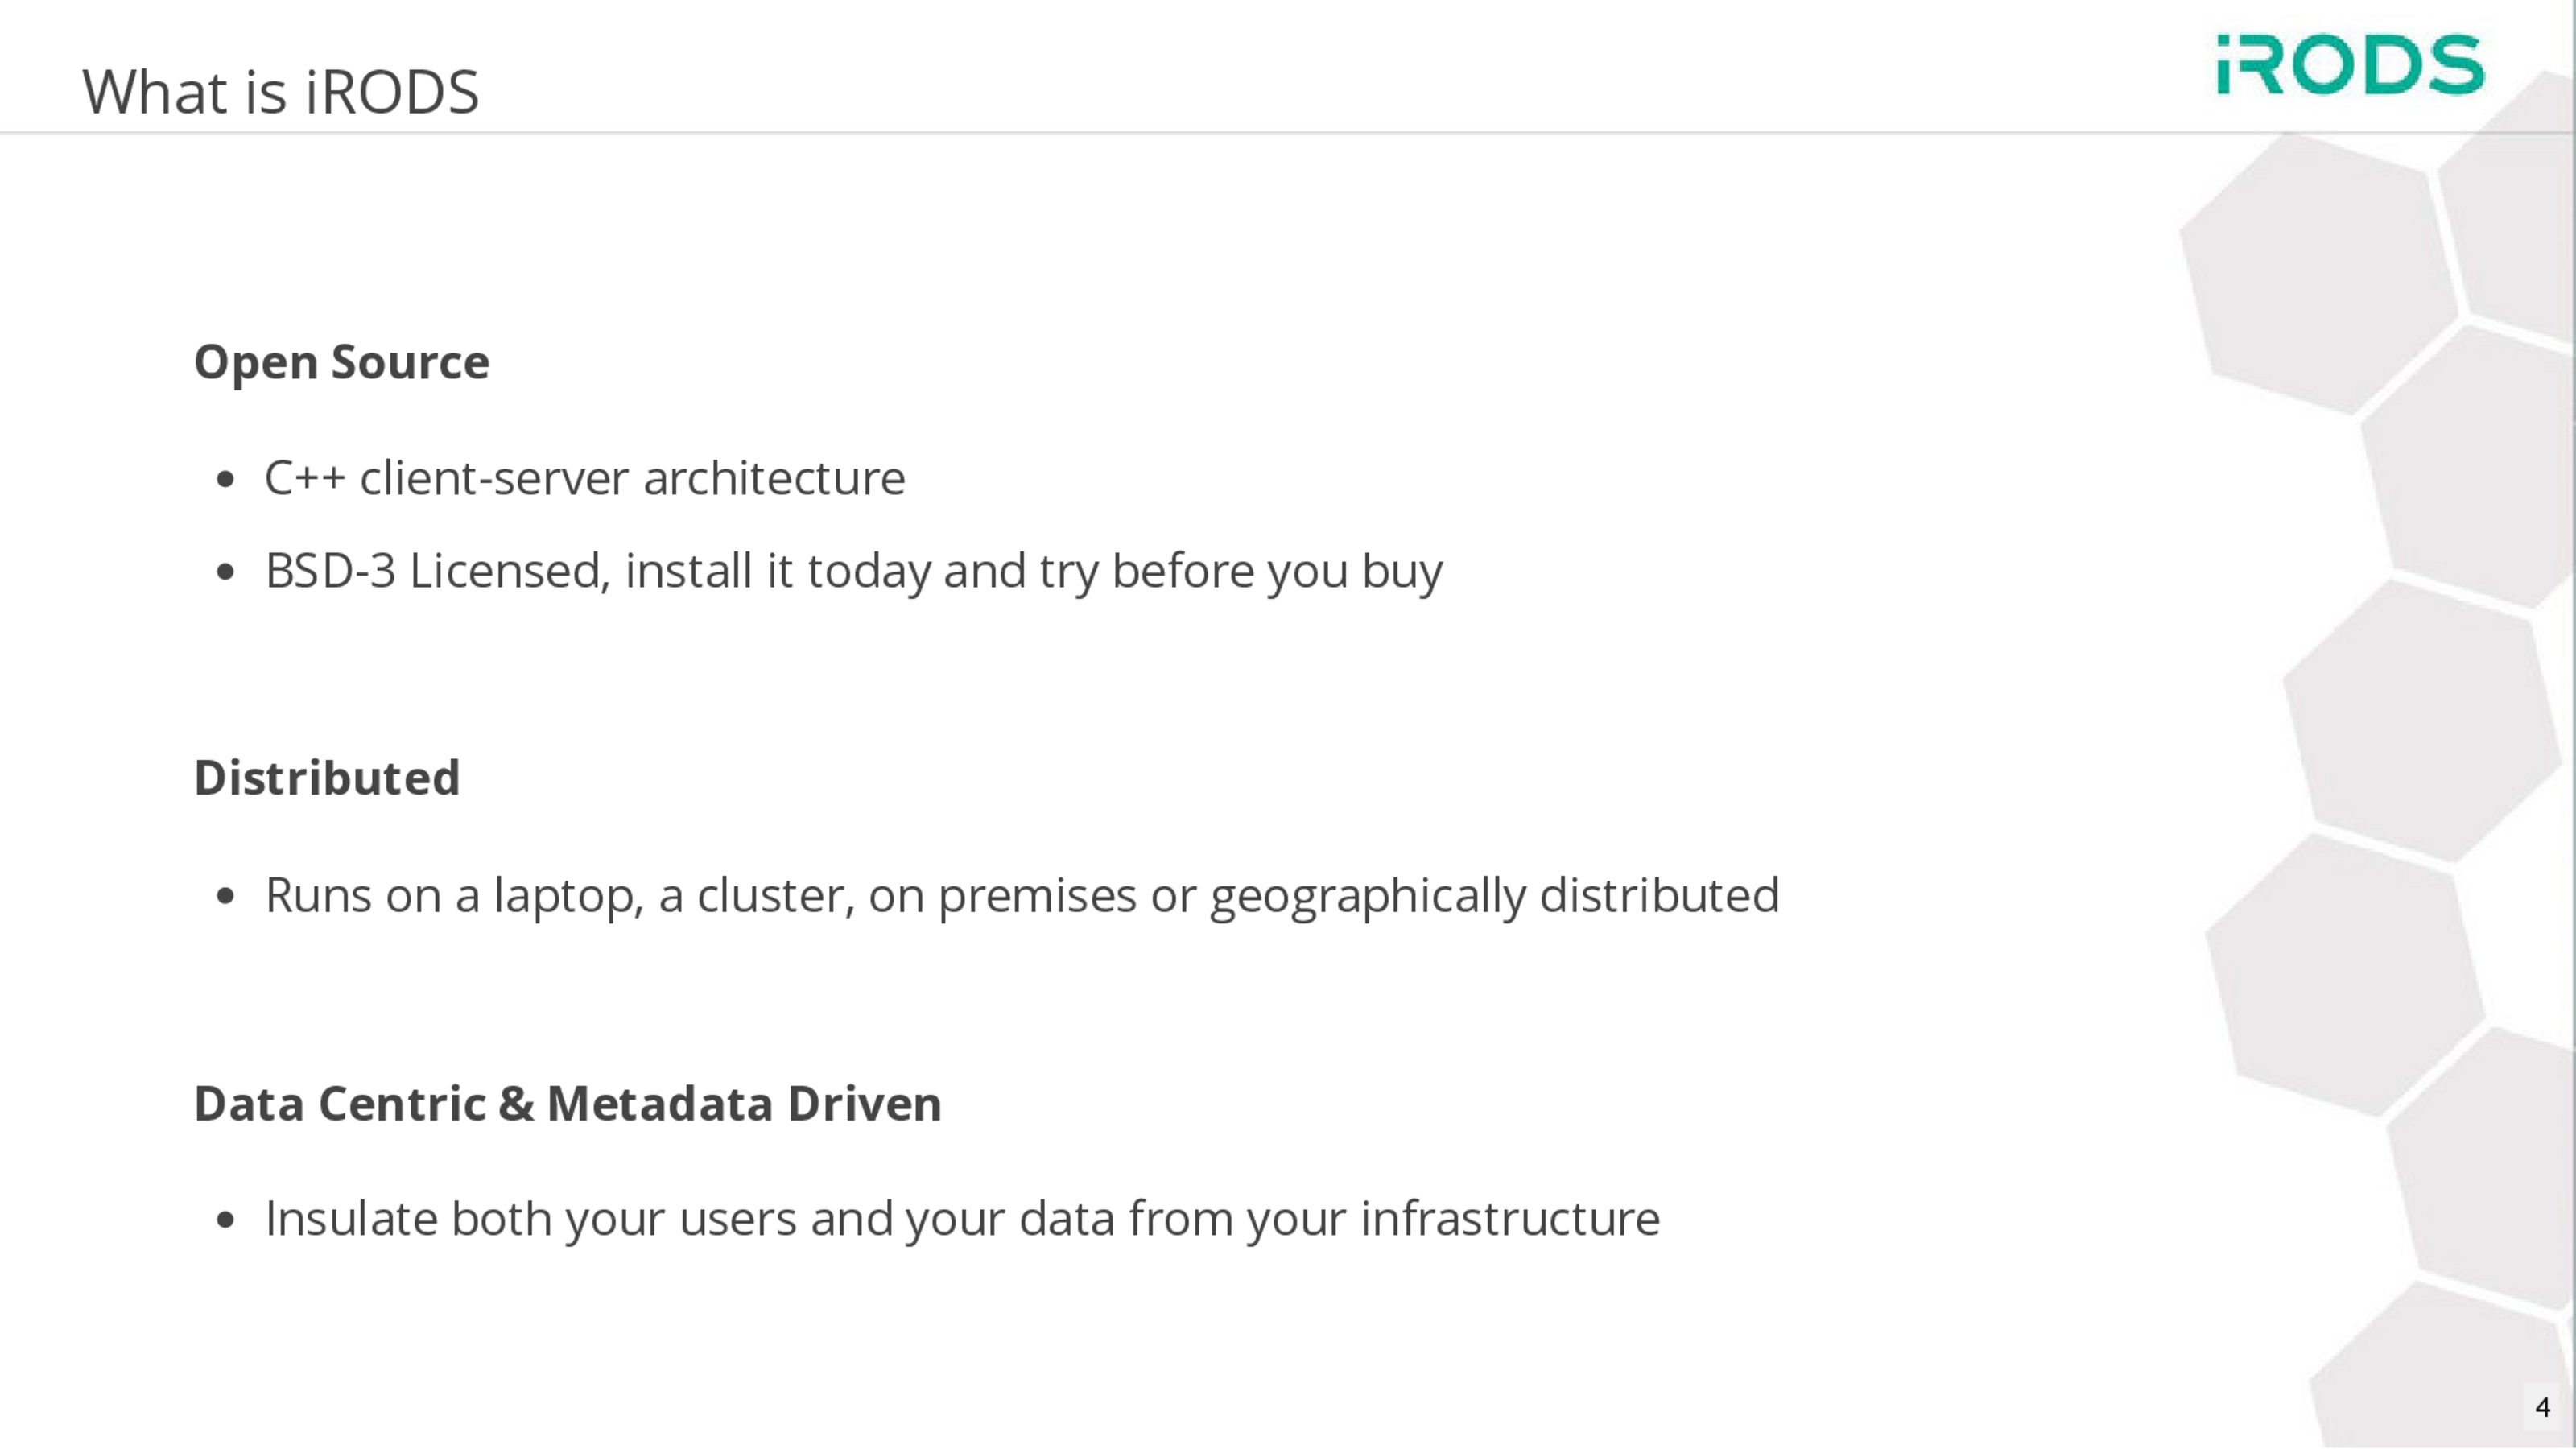 What is iRODS
iRODS
Open Source
• C++ client-server architecture
• BSD-3 Licensed, install it today and try before you buy
Distributed
• Runs on a laptop, a cluster, on premises or geographically distributed
Data Centric & Metadata Driven
• Insulate both your users and your data from your infrastructure
4